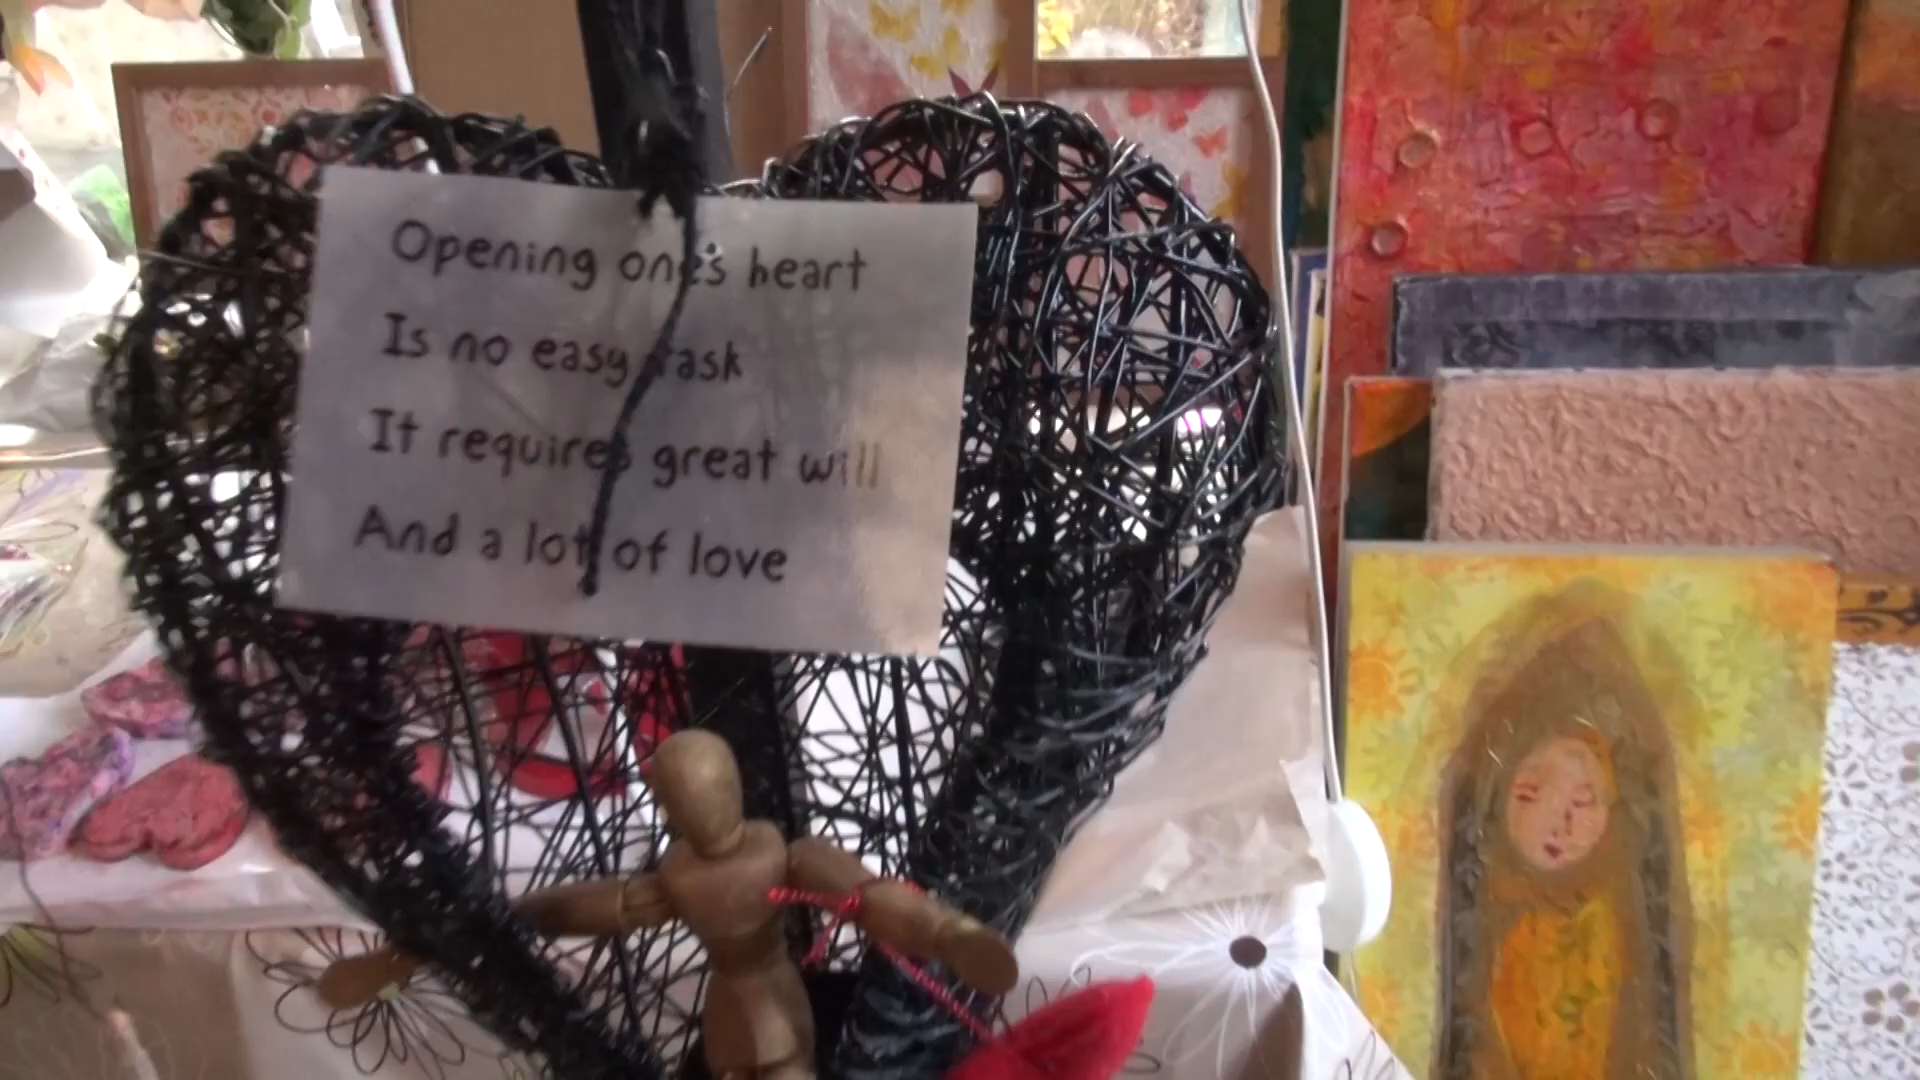 Opening one's heart
Is no easy task
It requires great will
And a lot of love